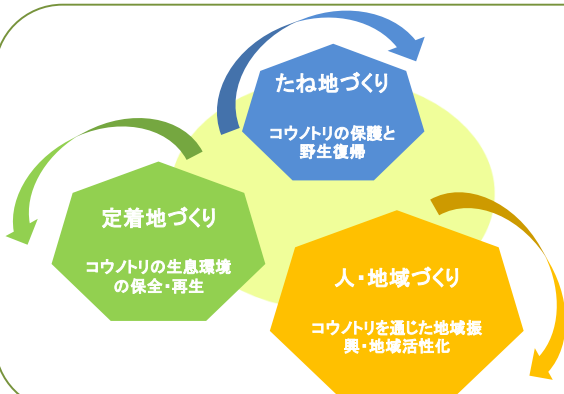 たね地づくり
コウノトリの保護と
野生復帰
定着地づくり
コウノトリの生息環境
の保全・再生
人・地域づくり
コウノトリを通じた地域振
興・地域活性化